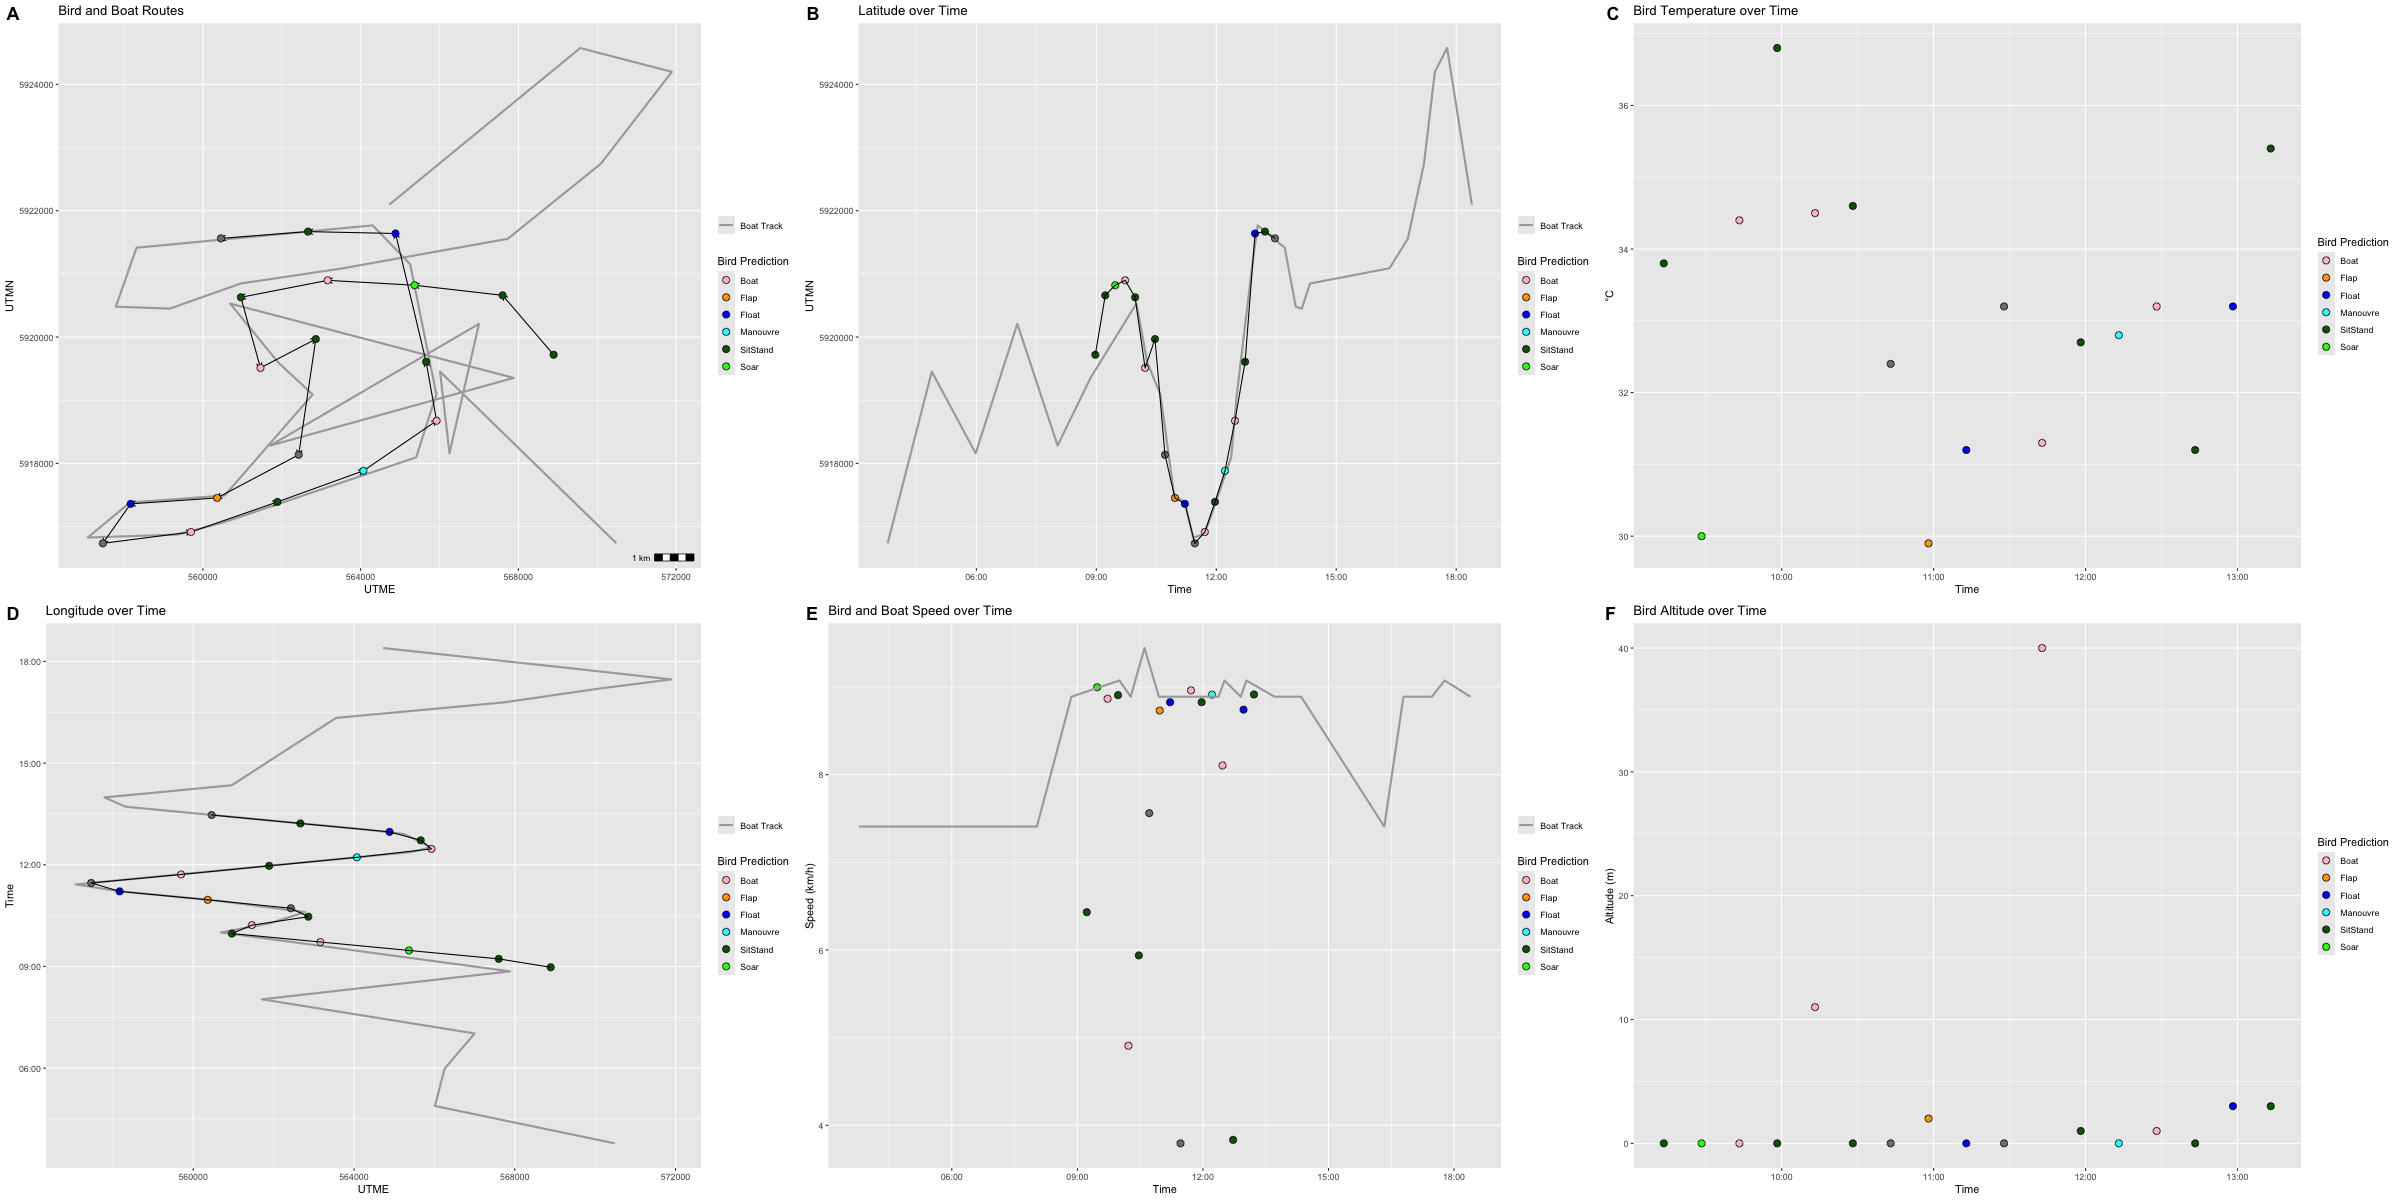 A Bird and Boat Routes
UTMN
5924000
5922000
5920000
5918000
560000 564000 568000 572000
UTME
1 km
Boat Track
Bird Prediction
Boat
Flap
Float
Manouvre
SitStand
Soar
B Latitude over Time
UTMN
5924000
5922000
5920000
5918000
06:00 09:00 12:00 15:00 18:00
Time
Boat Track
Bird Prediction
Boat
Flap
Float
Manouvre
SitStand
Soar
C Bird Temperature over Time
°C
36
34
32
30
10:00 11:00 12:00 13:00
Time
Bird Prediction
Boat
Flap
Float
Manouvre
SitStand
Soar
D Longitude over Time
Time
18:00
15:00
12:00
09:00
06:00
560000 564000 568000 572000
UTME
Boat Track
Bird Prediction
Boat
Flap
Float
Manouvre
SitStand
Soar
E Bird and Boat Speed over Time
Speed (km/h)
8
6
4
06:00 09:00 12:00 15:00 18:00
Time
Boat Track
Bird Prediction
Boat
Flap
Float
Manouvre
SitStand
Soar
F Bird Altitude over Time
Altitude (m)
40
30
20
10
0
10:00 11:00 12:00 13:00
Time
Bird Prediction
Boat
Flap
Float
Manouvre
SitStand
Soar